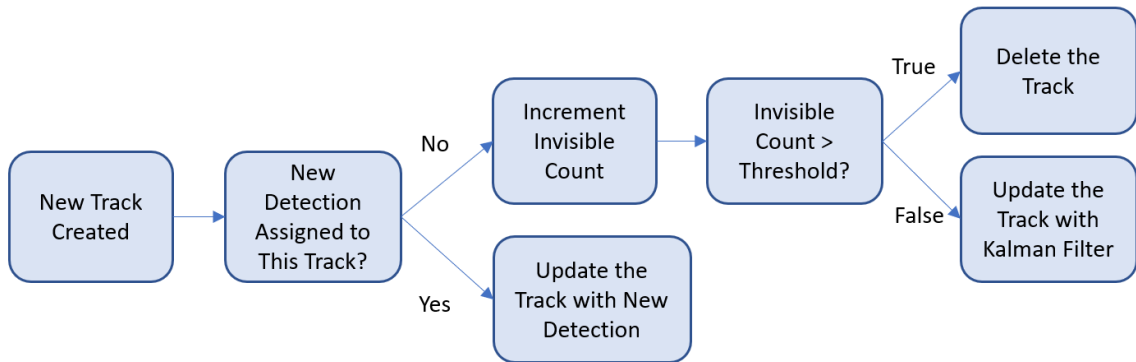 New Track
Created
New
Detection
Assigned to
This Track?
No
Increment
Invisible
Count
Yes
Update the
Track with New
Detection
Invisible
Count >
Threshold?
True
Delete the
Track
False
Update the
Track with
Kalman Filter